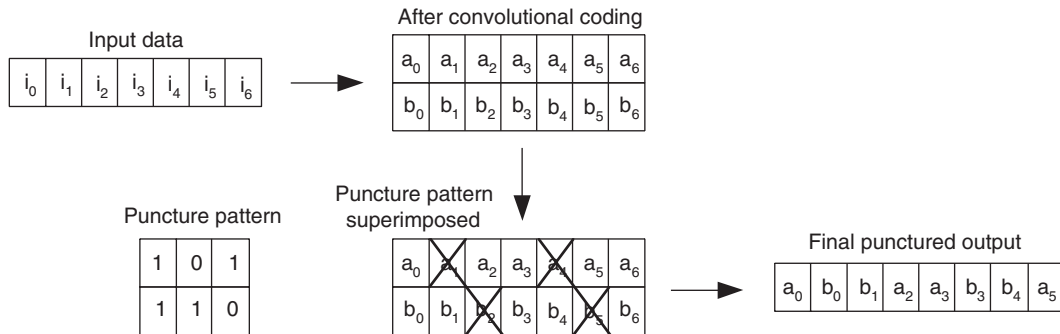 After convolutional coding
Input data
i₀ i₁ i₂ i₃ i₄ i₅ i₆
a₀ a₁ a₂ a₃ a₄ a₅ a₆
b₀ b₁ b₂ b₃ b₄ b₅ b₆
Puncture pattern
1 0 1
1 1 0
Puncture pattern
superimposed
a₀ a₁ a₂ a₃ a₄ a₅ a₆
b₀ b₁ b₂ b₃ b₄ b₅ b₆
Final punctured output
a₀ b₀ b₁ a₂ a₃ b₃ b₄ a₅